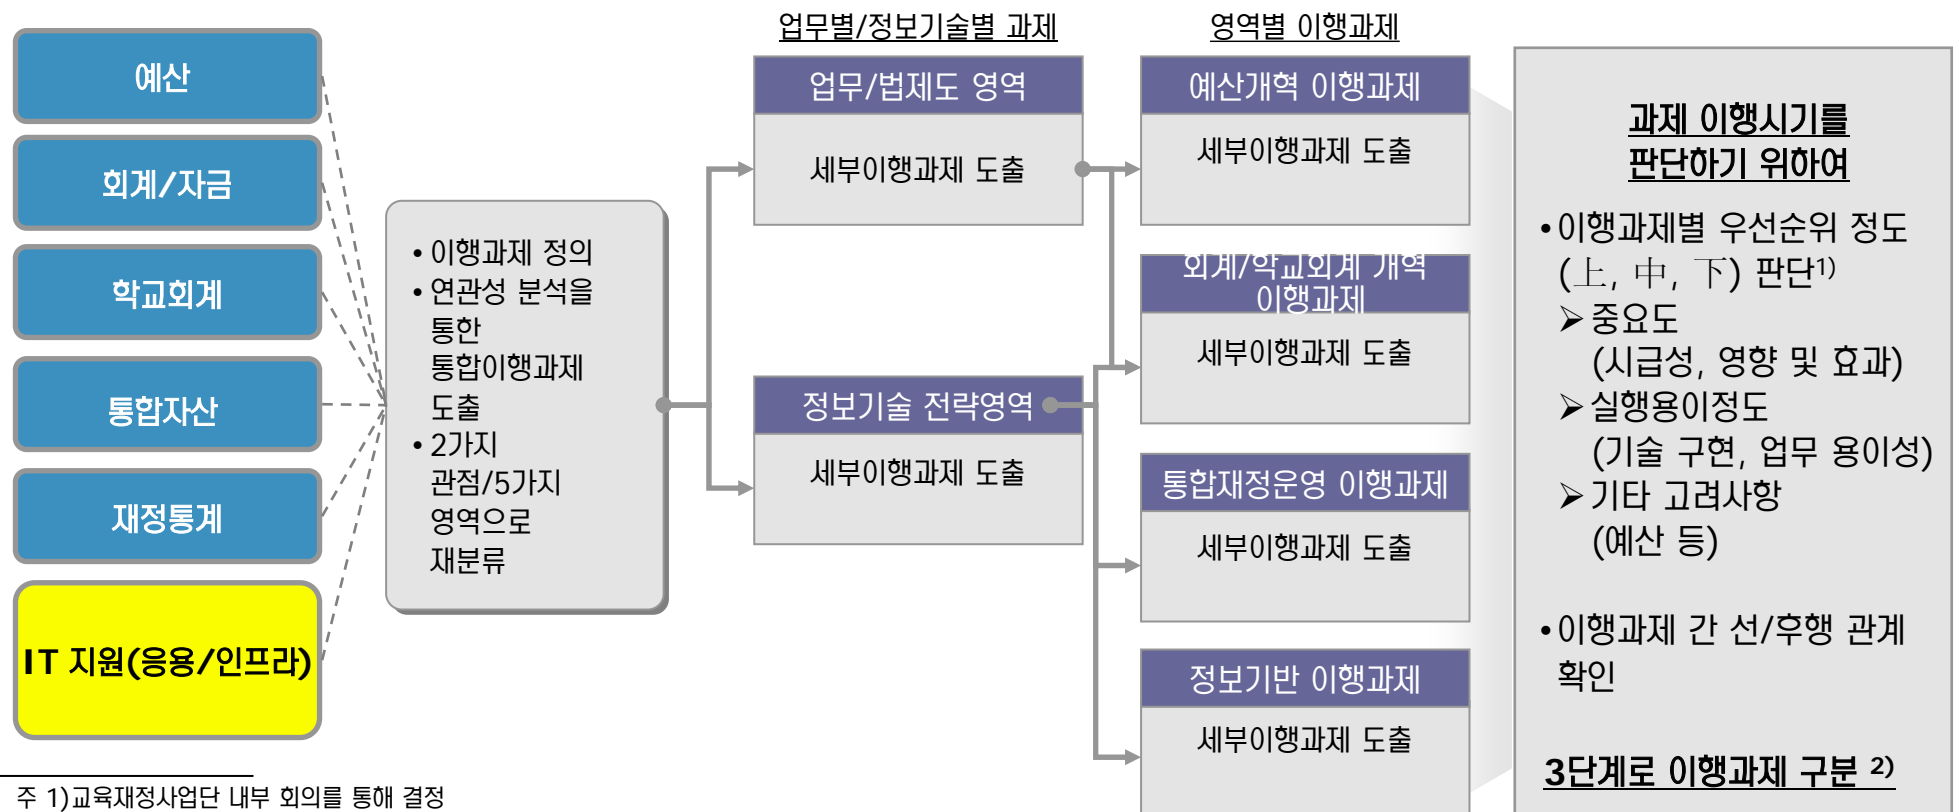 예산
회계/자금
학교회계
통합자산
재정통계
IT 지원(응용/인프라)
• 이행과제 정의
• 연관성 분석을
통한
통합이행과제
도출
• 2가지
관점/5가지
영역으로
재분류
업무별/정보기술별 과제
업무/법제도 영역
세부이행과제 도출
정보기술 전략영역
세부이행과제 도출
영역별 이행과제
예산개혁 이행과제
세부이행과제 도출
회계/학교회계 개혁
이행과제
세부이행과제 도출
통합재정운영 이행과제
세부이행과제 도출
정보기반 이행과제
세부이행과제 도출
과제 이행시기를
판단하기 위하여
•이행과제별 우선순위 정도
(上, 中, 下) 판단1)
➢중요도
(시급성, 영향 및 효과)
➢실행용이정도
(기술 구현, 업무 용이성)
➢기타 고려사항
(예산 등)
•이행과제 간 선/후행 관계
확인
3단계로 이행과제 구분 2)
주 1)교육재정사업단 내부 회의를 통해 결정